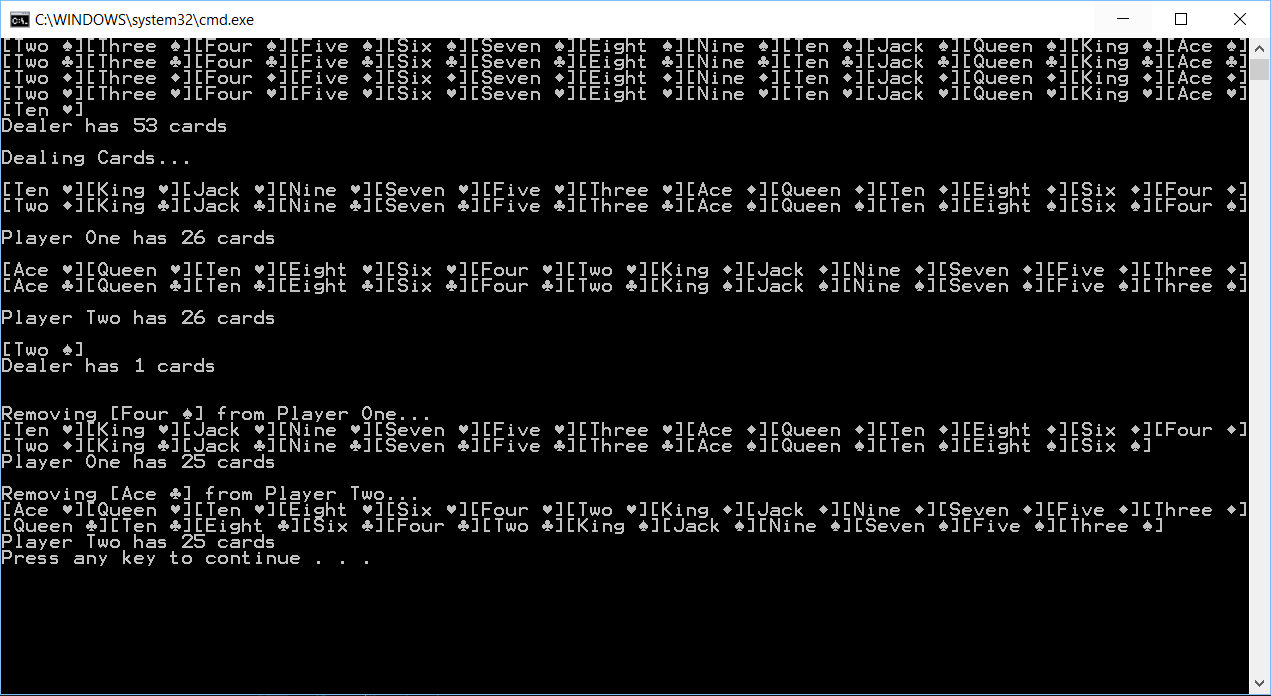 C:\WINDOWS\system32\cmd.exe
[Two ♠][Three ♠][Four ♠][Five ♠][Six ♠][Seven ♠][Eight ♠][Nine ♠][Ten ♠][Jack ♠][Queen ♠][King ♠][Ace ♠]
[Two ♣][Three ♣][Four ♣][Five ♣][Six ♣][Seven ♣][Eight ♣][Nine ♣][Ten ♣][Jack ♣][Queen ♣][King ♣][Ace ♣]
[Two ♦][Three ♦][Four ♦][Five ♦][Six ♦][Seven ♦][Eight ♦][Nine ♦][Ten ♦][Jack ♦][Queen ♦][King ♦][Ace ♦]
[Two ♥][Three ♥][Four ♥][Five ♥][Six ♥][Seven ♥][Eight ♥][Nine ♥][Ten ♥][Jack ♥][Queen ♥][King ♥][Ace ♥]
[Ten ♥]
Dealer has 53 cards
Dealing Cards...
[Ten ♥][King ♥][Jack ♥][Nine ♥][Seven ♥][Five ♥][Three ♥][Ace ♦][Queen ♦][Ten ♦][Eight ♦][Six ♦][Four ♦]
[Two ♦][King ♣][Jack ♣][Nine ♣][Seven ♣][Five ♣][Three ♣][Ace ♠][Queen ♠][Ten ♠][Eight ♠][Six ♠][Four ♠]
Player One has 26 cards
[Ace ♥][Queen ♥][Ten ♥][Eight ♥][Six ♥][Four ♥][Two ♥][King ♦][Jack ♦][Nine ♦][Seven ♦][Five ♦][Three ♦]
[Ace ♣][Queen ♣][Ten ♣][Eight ♣][Six ♣][Four ♣][Two ♣][King ♠][Jack ♠][Nine ♠][Seven ♠][Five ♠][Three ♠]
Player Two has 26 cards
[Two ♠]
Dealer has 1 cards
Removing [Four ♠] from Player One...
[Ten ♥][King ♥][Jack ♥][Nine ♥][Seven ♥][Five ♥][Three ♥][Ace ♦][Queen ♦][Ten ♦][Eight ♦][Six ♦][Four ♦]
[Two ♦][King ♣][Jack ♣][Nine ♣][Seven ♣][Five ♣][Three ♣][Ace ♠][Queen ♠][Ten ♠][Eight ♠][Six ♠]
Player One has 25 cards
Removing [Ace ♣] from Player Two...
[Ace ♥][Queen ♥][Ten ♥][Eight ♥][Six ♥][Four ♥][Two ♥][King ♦][Jack ♦][Nine ♦][Seven ♦][Five ♦][Three ♦]
[Queen ♣][Ten ♣][Eight ♣][Six ♣][Four ♣][Two ♣][King ♠][Jack ♠][Nine ♠][Seven ♠][Five ♠][Three ♠]
Player Two has 25 cards
Press any key to continue . . .